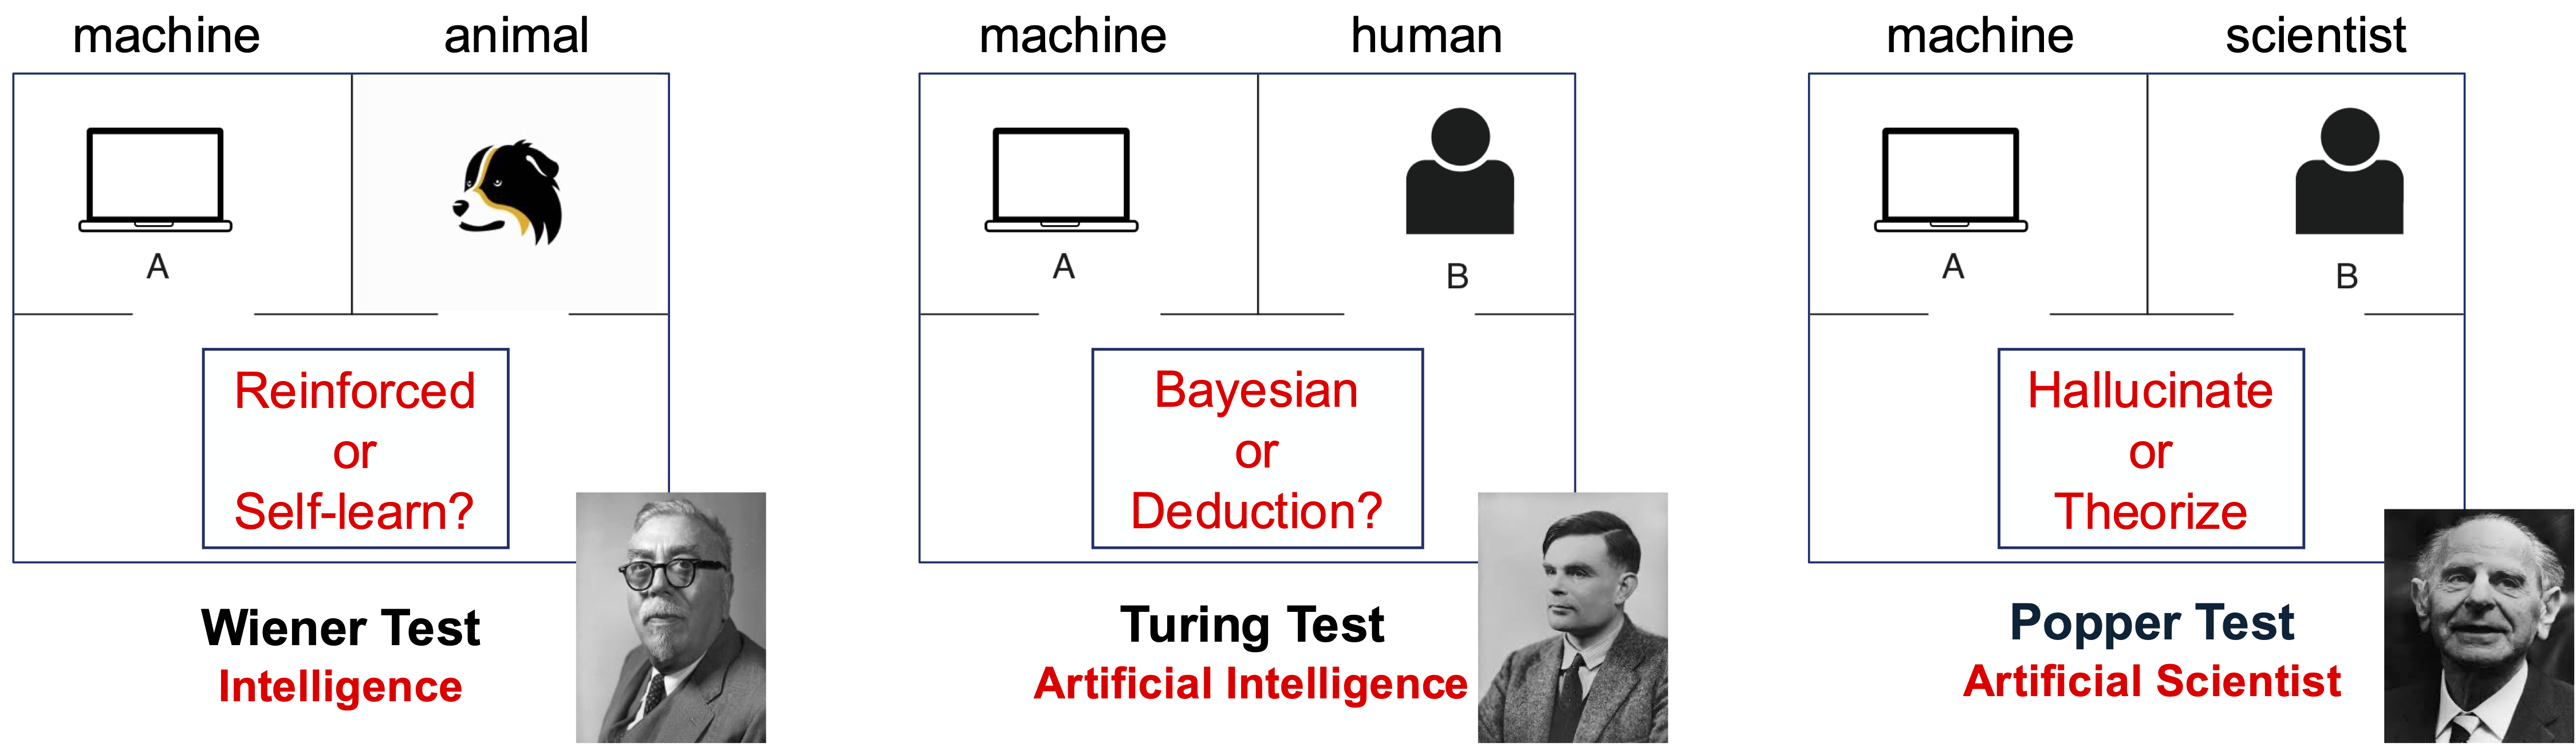 machine animal
A
Reinforced
or
Self-learn?
Wiener Test
Intelligence
machine human
A B
Bayesian
or
Deduction?
Turing Test
Artificial Intelligence
machine scientist
A B
Hallucinate
or
Theorize
Popper Test
Artificial Scientist